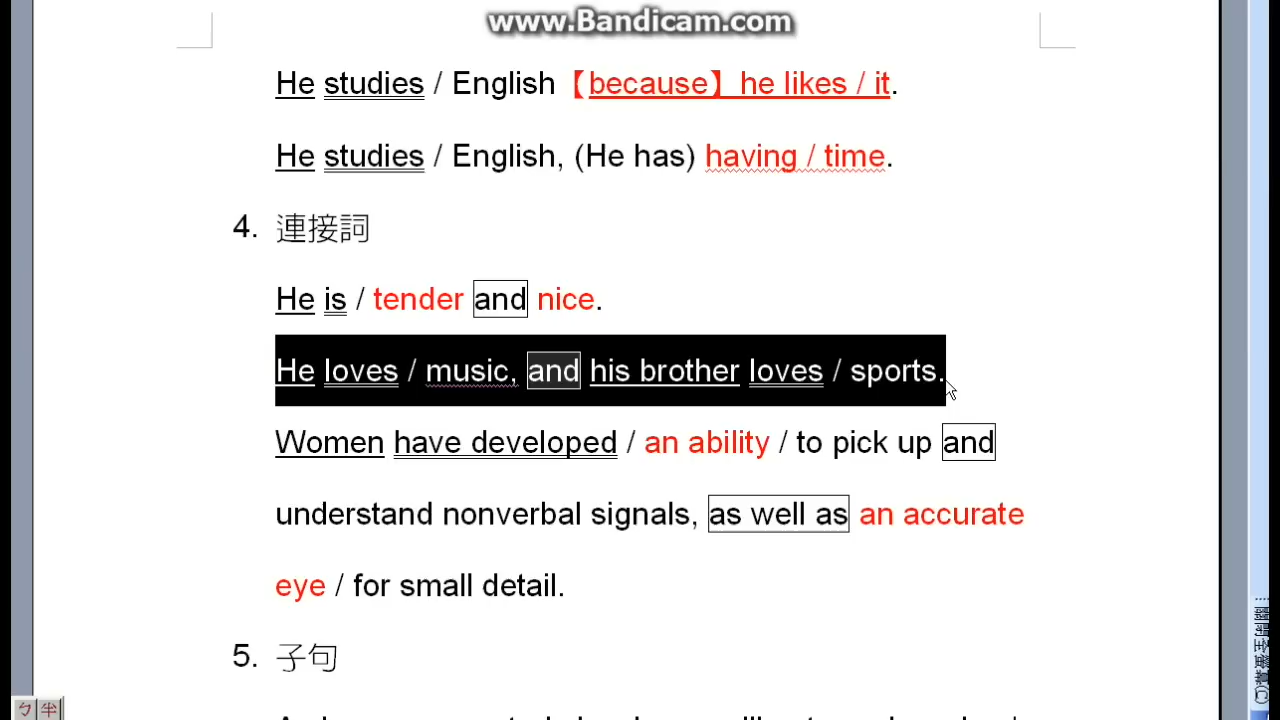 www.Bandicam.com
He studies / English【because】he likes / it.
He studies / English, (He has) having / time.
4. 連接詞
He is / tender and nice.
He loves / music, and his brother loves / sports.
Women have developed / an ability / to pick up and
understand nonverbal signals, as well as an accurate
eye / for small detail.
5. 子句
ㄅ半